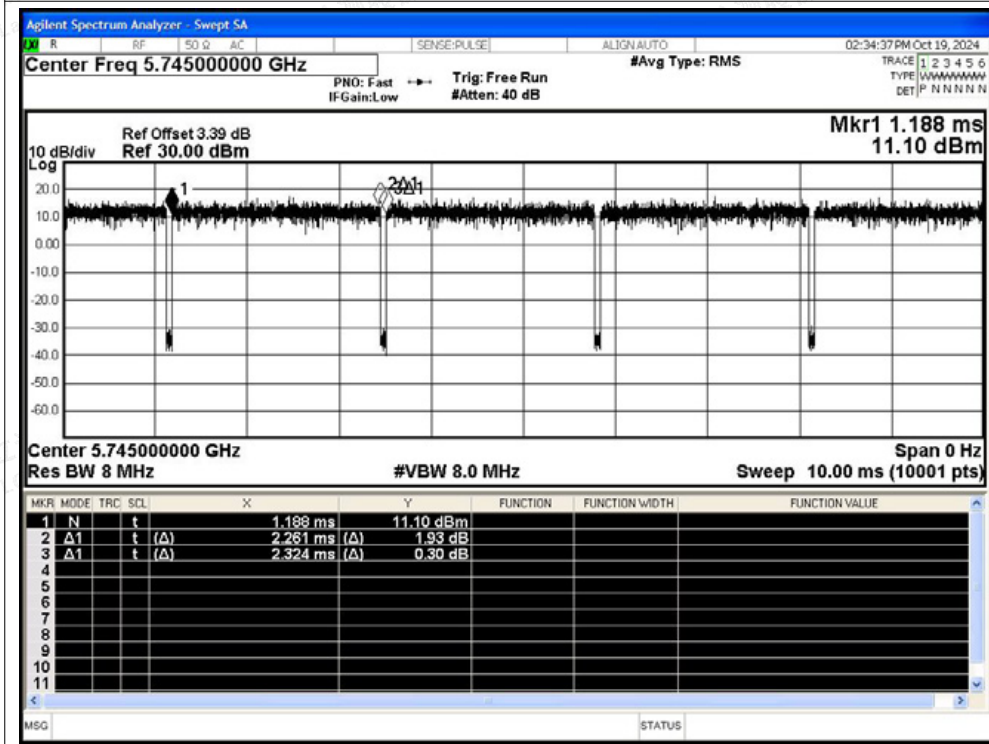 Agilent Spectrum Analyzer - Swept SA
R RF 50 Ω AC SENSE:PULSE ALIGN AUTO 02:34:37 PM Oct 19, 2024
Center Freq 5.745000000 GHz #Avg Type: RMS TRACE 1 2 3 4 5 6
PNO: Fast Trig: Free Run TYPE WWWWWW
IFGain:Low #Atten: 40 dB DET P N N N N N
Mkr1 1.188 ms
Ref Offset 3.39 dB
10 dB/div Ref 30.00 dBm 11.10 dBm
Log
20.0
1 2Δ1 3Δ1
10.0
0.00
-10.0
-20.0
-30.0
-40.0
-50.0
-60.0
Center 5.745000000 GHz Span 0 Hz
Res BW 8 MHz #VBW 8.0 MHz Sweep 10.00 ms (10001 pts)
MKR MODE TRC SCL X Y FUNCTION FUNCTION WIDTH FUNCTION VALUE
1 N t 1.188 ms 11.10 dBm
2 Δ1 t (Δ) 2.261 ms (Δ) 1.93 dB
3 Δ1 t (Δ) 2.324 ms (Δ) 0.30 dB
4
5
6
7
8
9
10
11
MSG STATUS